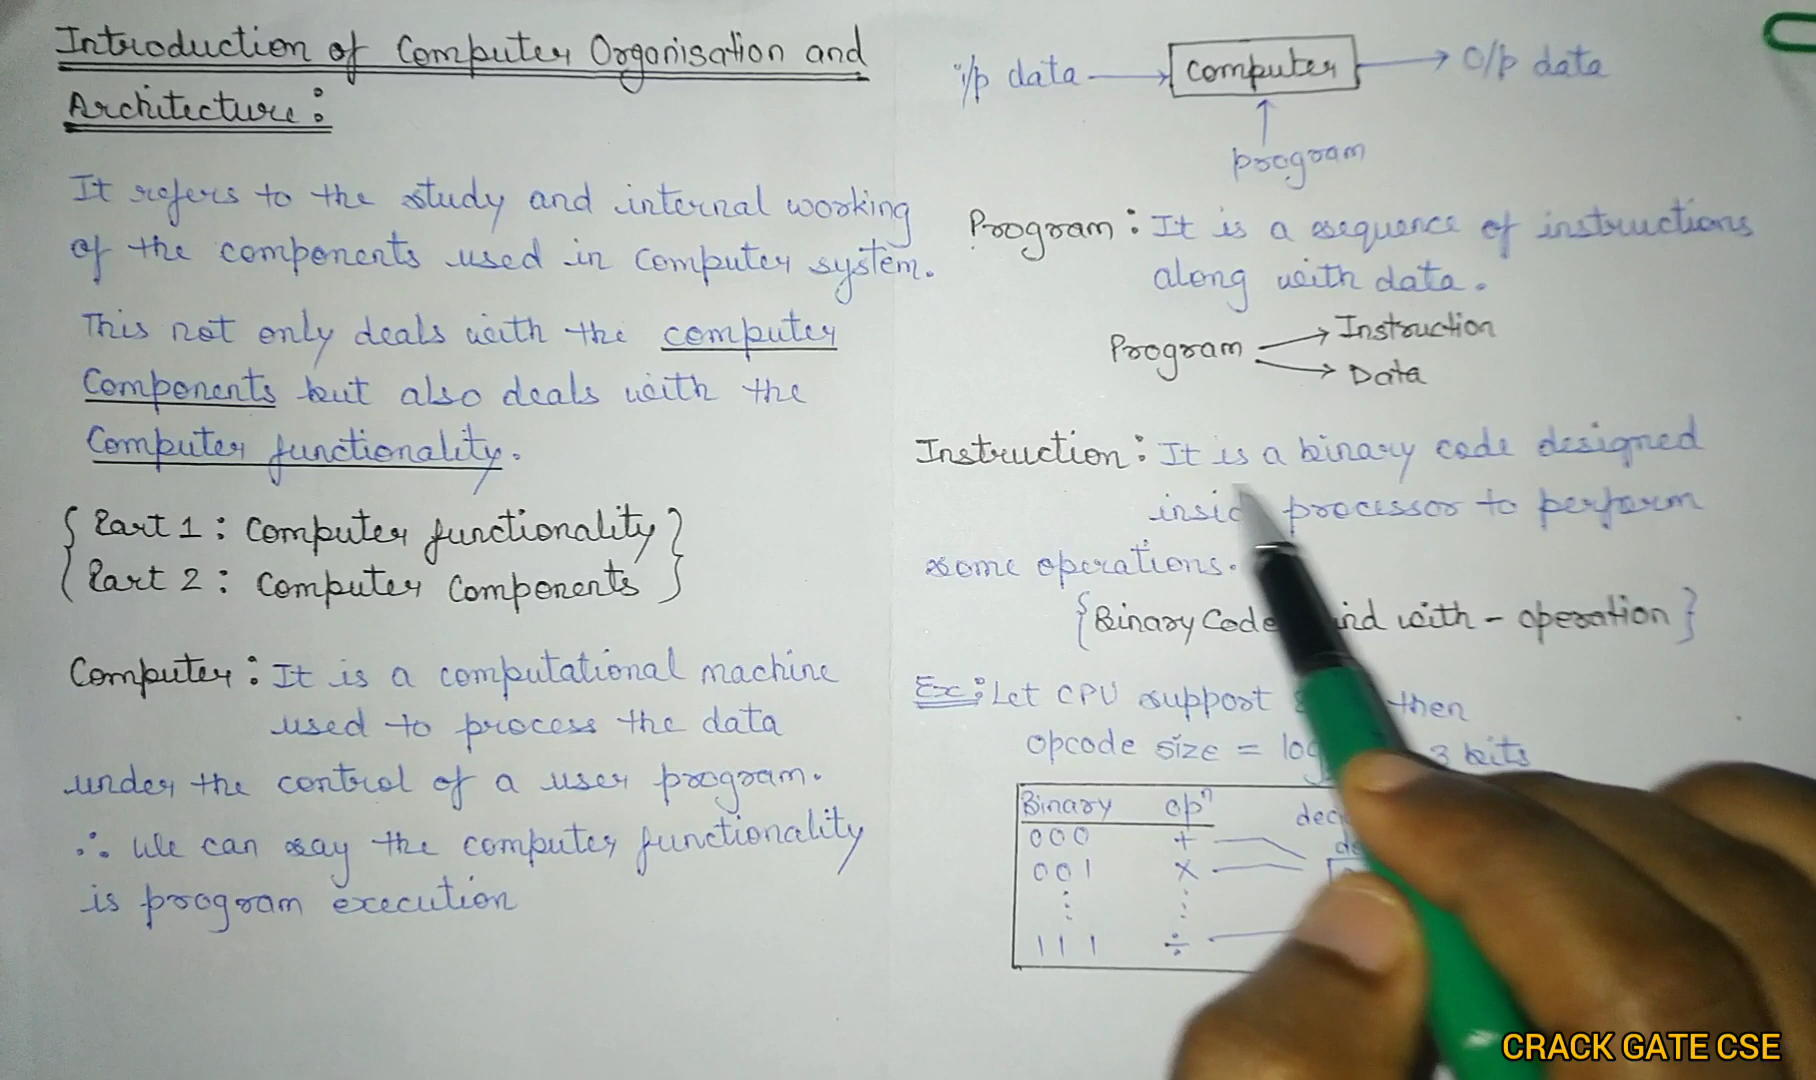 Introduction of Computer Organisation and
Architecture:
It refers to the study and internal working
of the components used in computer system.
This not only deals with the computer
components but also deals with the
computer functionality.
{ Part 1 : Computer functionality }
{ Part 2 : Computer Components }
Computer : It is a computational machine
used to process the data
under the control of a user program.
∴ We can say the computer functionality
is program execution
i/p data → computer → o/p data
program
Program : It is a sequence of instructions
along with data.
Program → Instruction
→ Data
Instruction : It is a binary code designed
processor to perform
some operations.
{Binary Code with - operation}
Ex: Let CPU support then
opcode size = 3 bits
Binary opⁿ
000 +
001 ×
⋮ ⋮
111 ÷
CRACK GATE CSE